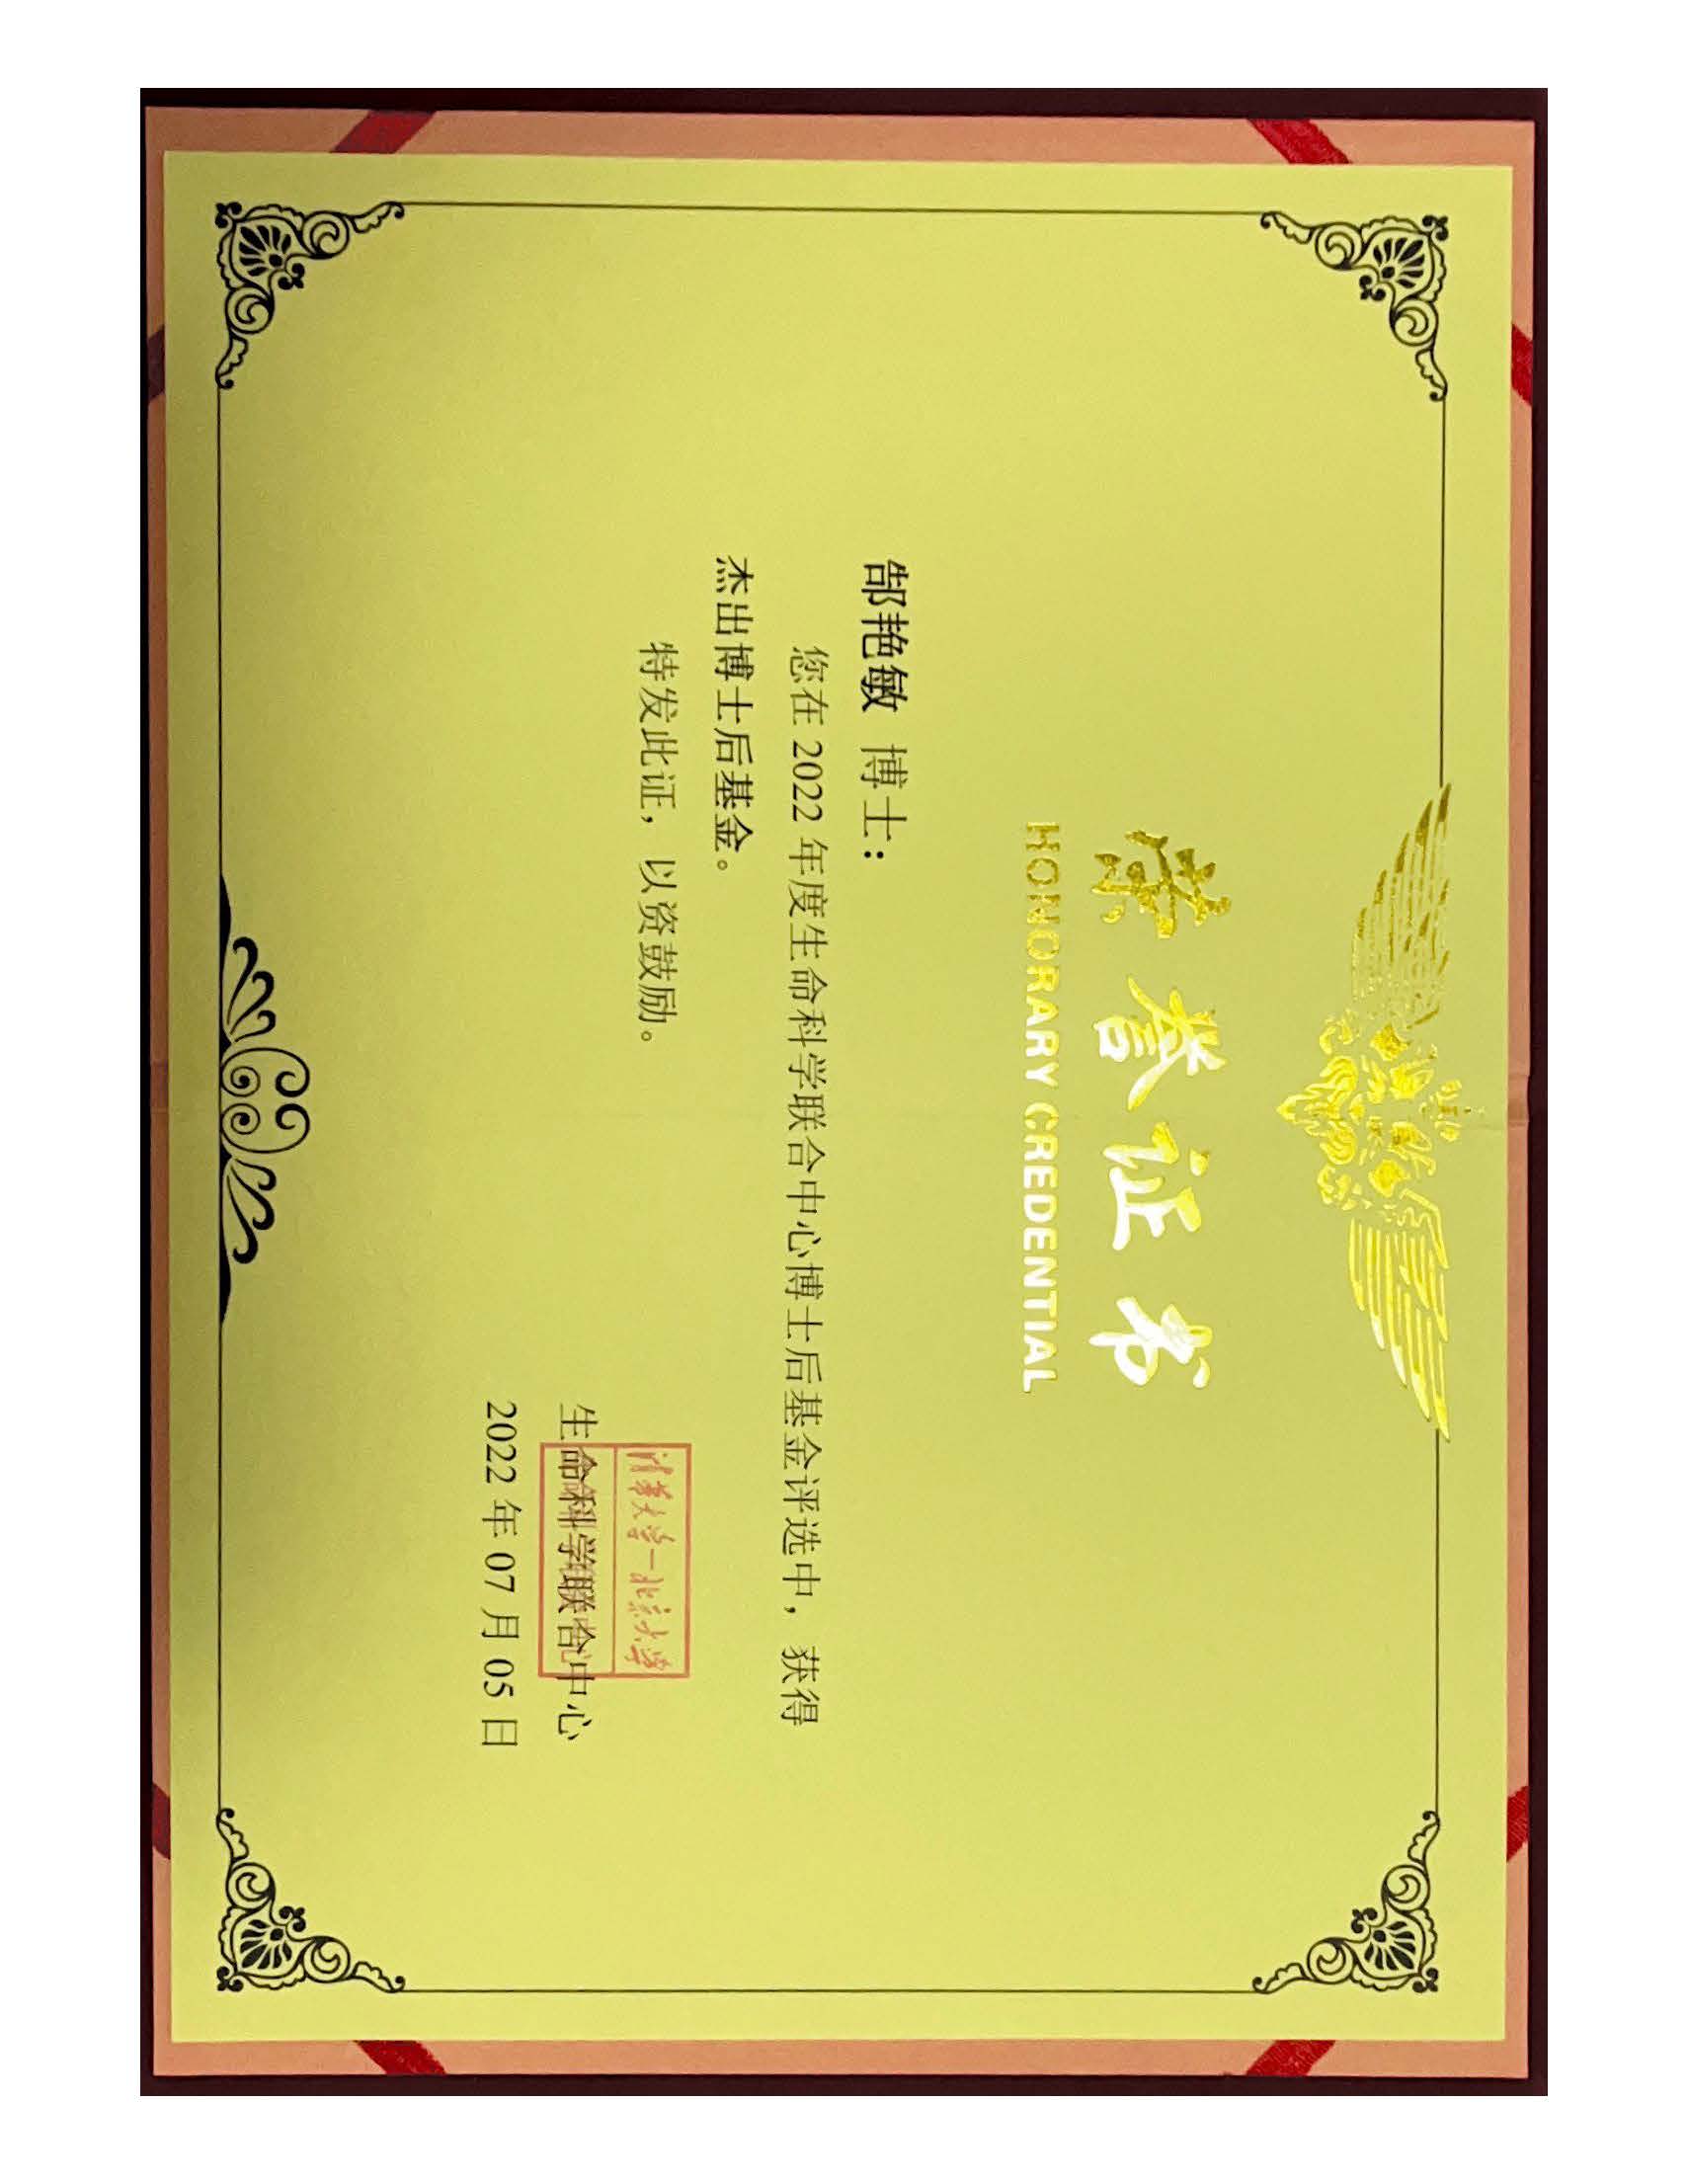 荣誉证书
HONORARY CREDENTIAL
郜艳敏 博士：
您在 2022 年度生命科学联合中心博士后基金评选中，获得
杰出博士后基金。
特发此证，以资鼓励。
清华大学—北京大学
生命科学联合中心
生命科学联合中心
2022 年 07 月 05 日